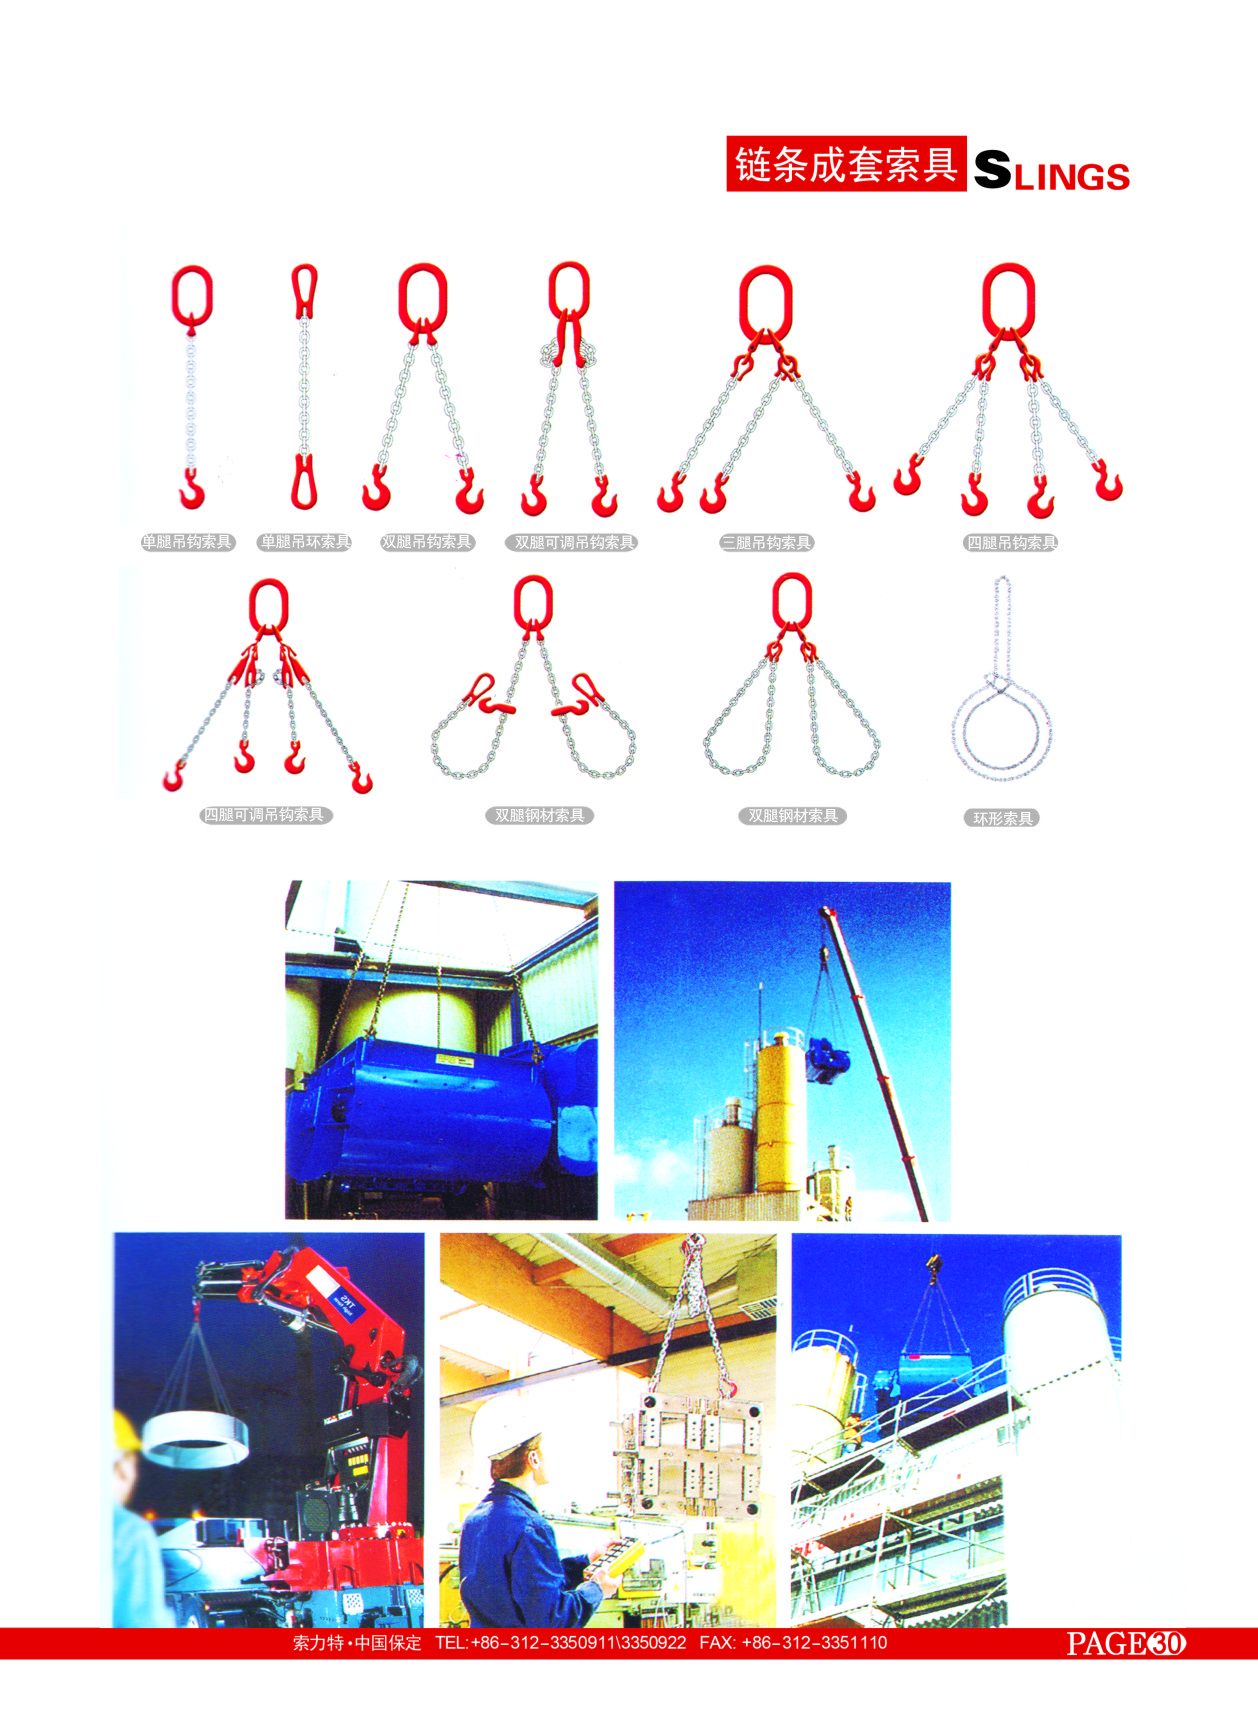 链条成套索具 SLINGS
单腿吊钩索具 单腿吊环索具 双腿吊钩索具 双腿可调吊钩索具 三腿吊钩索具 四腿吊钩索具
四腿可调吊钩索具 双腿钢材索具 双腿钢材索具 环形索具
TKS
索力特·中国保定 TEL:+86-312-3350911\3350922 FAX: +86-312-3351110 PAGE30